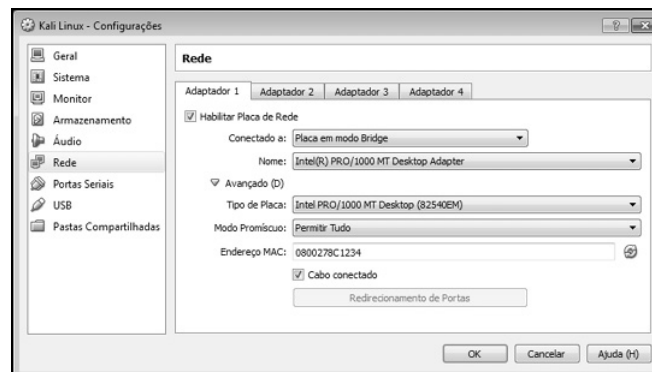 Kali Linux - Configurações
Geral
Sistema
Monitor
Armazenamento
Áudio
Rede
Portas Seriais
USB
Pastas Compartilhadas
Rede
Adaptador 1 Adaptador 2 Adaptador 3 Adaptador 4
Habilitar Placa de Rede
Conectado a: Placa em modo Bridge
Nome: Intel(R) PRO/1000 MT Desktop Adapter
Avançado (D)
Tipo de Placa: Intel PRO/1000 MT Desktop (82540EM)
Modo Promíscuo: Permitir Tudo
Endereço MAC: 0800278C1234
Cabo conectado
Redirecionamento de Portas
OK Cancelar Ajuda (H)